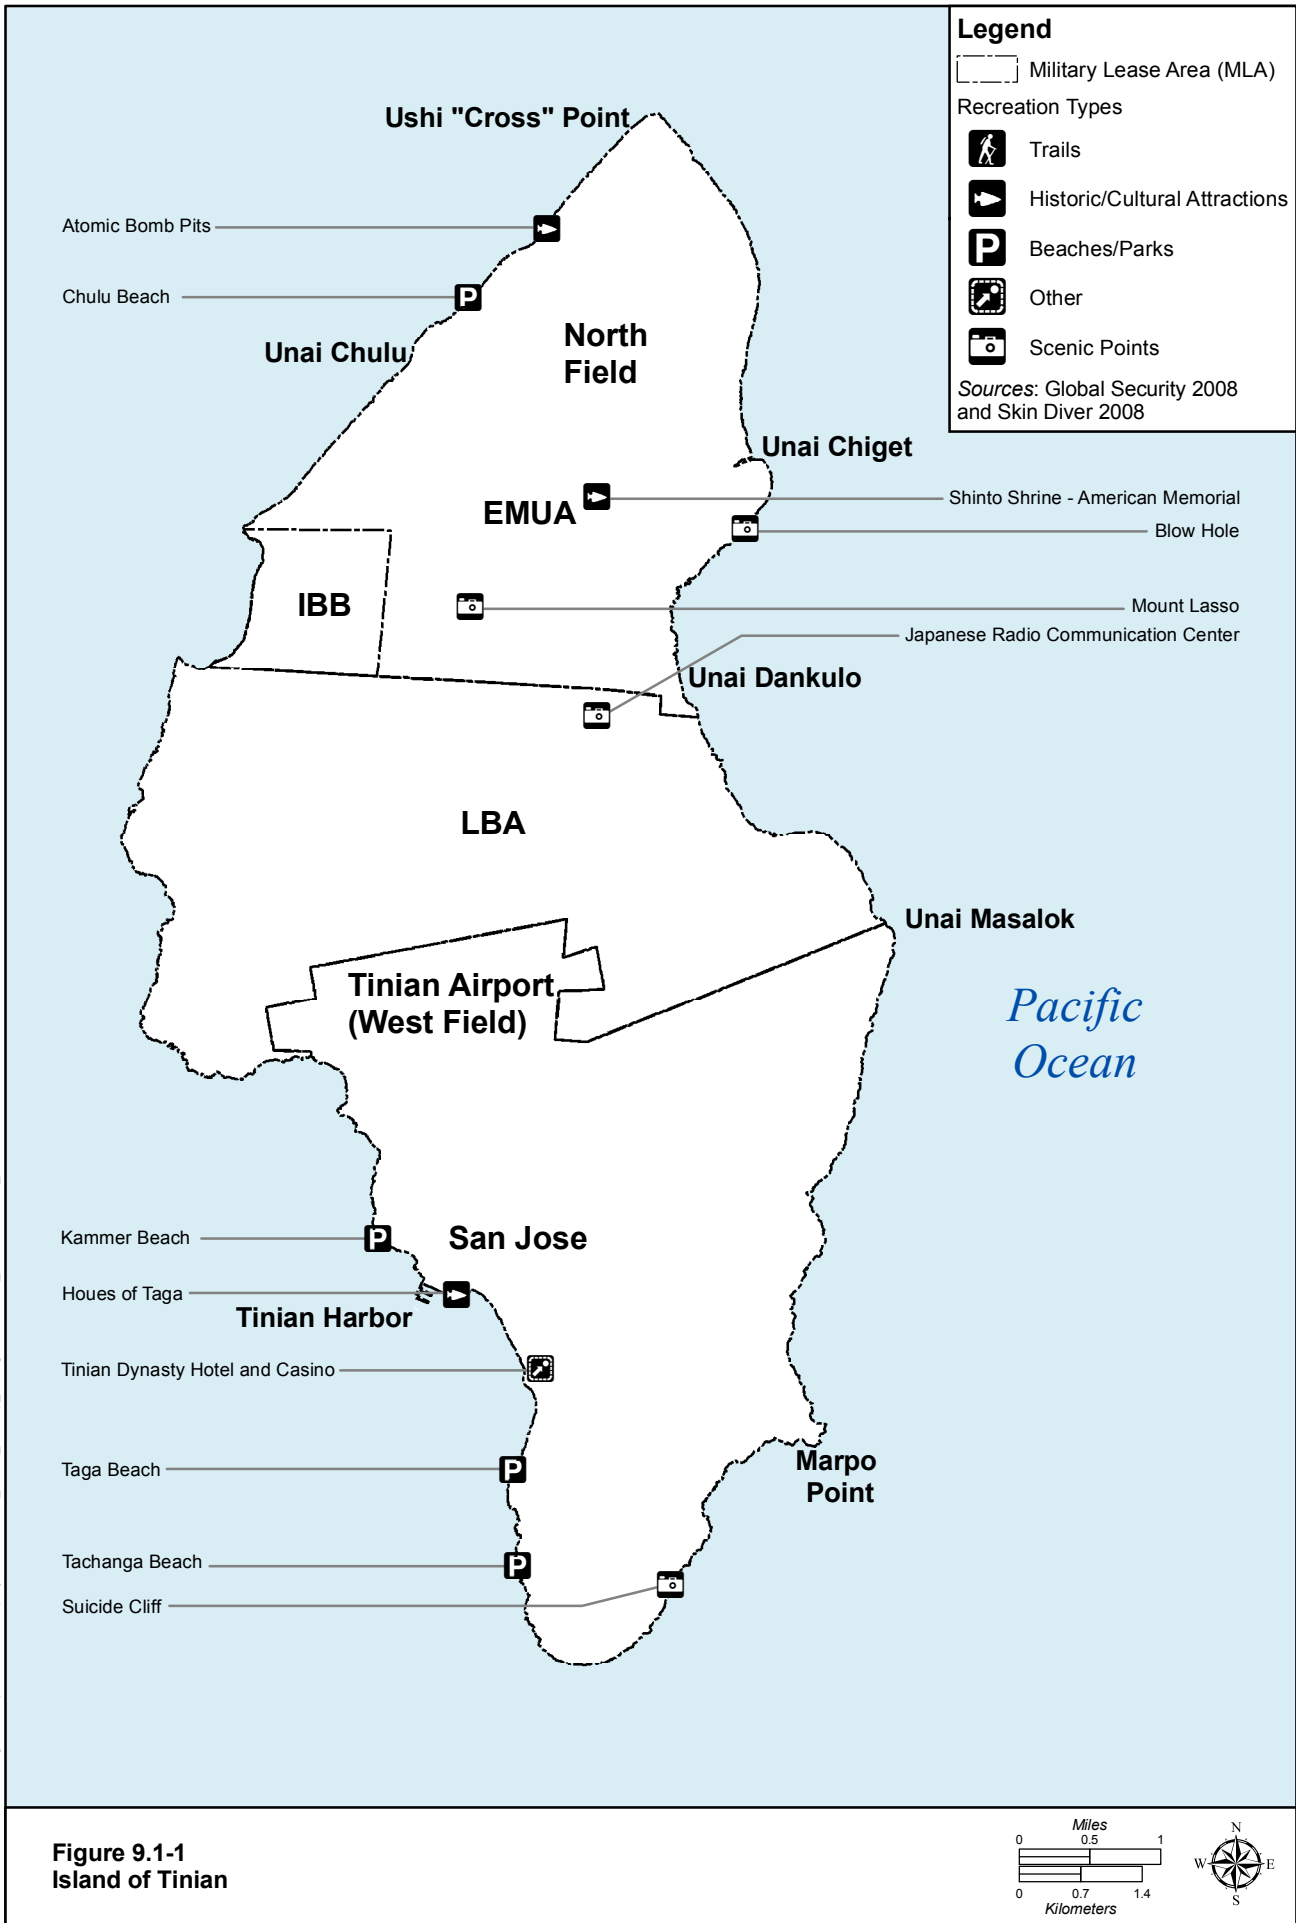 Legend
Military Lease Area (MLA)
Recreation Types
Trails
Historic/Cultural Attractions
P
Beaches/Parks
Other
Scenic Points
Sources: Global Security 2008
and Skin Diver 2008
Ushi "Cross" Point
Atomic Bomb Pits
Chulu Beach
P
Unai Chulu
North
Field
Unai Chiget
EMUA
Shinto Shrine - American Memorial
Blow Hole
IBB
Mount Lasso
Japanese Radio Communication Center
Unai Dankulo
LBA
Unai Masalok
Tinian Airport
(West Field)
Pacific
Ocean
Kammer Beach
P
San Jose
Houes of Taga
Tinian Harbor
Tinian Dynasty Hotel and Casino
Taga Beach
P
Marpo
Point
Tachanga Beach
P
Suicide Cliff
Figure 9.1-1
Island of Tinian
Miles
0 0.5 1
0 0.7 1.4
Kilometers
N
W E
S